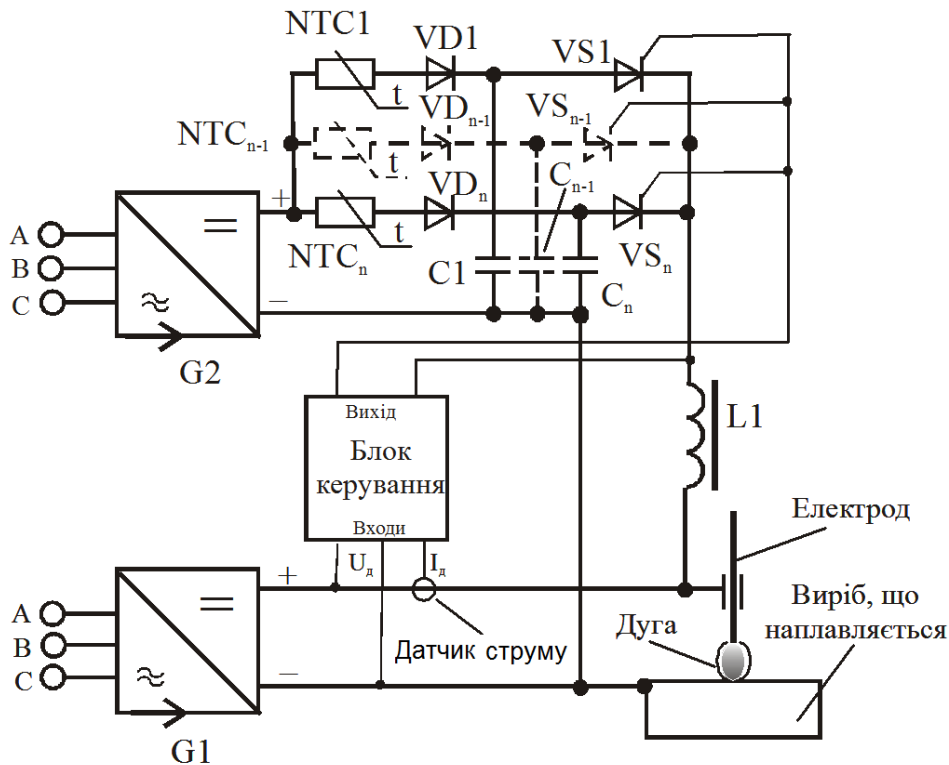 NTC1
VD1
VS1
t
NTCn-1
VDn-1
VSn-1
t
Cn-1
A
B
C
+
=
VDn
t
NTCn
VSn
C1
Cn
≈
−
G2
Вихід
Блок
керування
Входи
L1
Електрод
Uд
Iд
+
A
B
C
=
Виріб, що
наплавляється
Дуга
Датчик струму
≈
−
G1